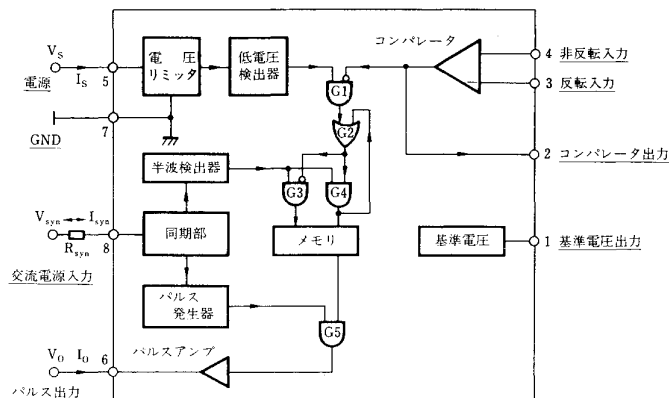 V_S
I_S
電源
5
電圧
リミッタ
低電圧
検出器
コンパレータ
4 非反転入力
3 反転入力
G1
G2
GND
7
2 コンパレータ出力
半波検出器
G3
G4
V_syn
I_syn
R_syn
8
同期部
メモリ
基準電圧
1 基準電圧出力
交流電源入力
パルス
発生器
G5
V_O
I_O
6
パルスアンプ
パルス出力